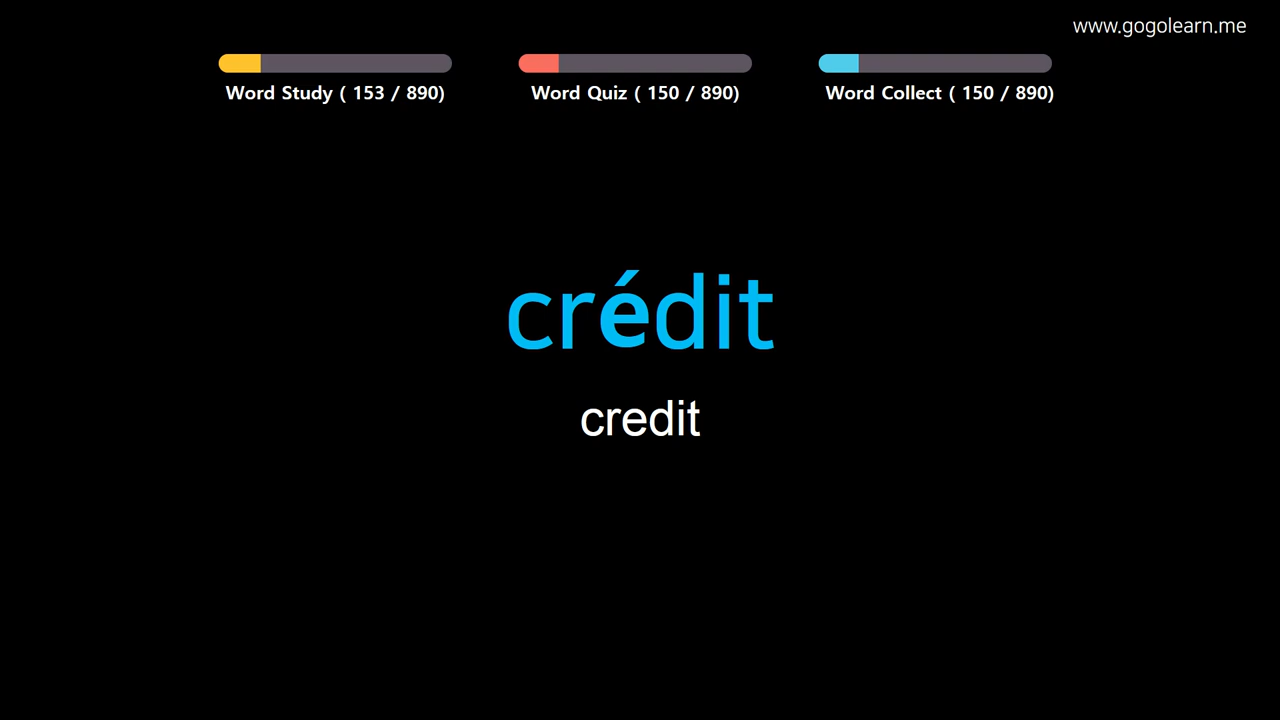 www.gogolearn.me
Word Study ( 153 / 890)
Word Quiz ( 150 / 890)
Word Collect ( 150 / 890)
crédit
credit